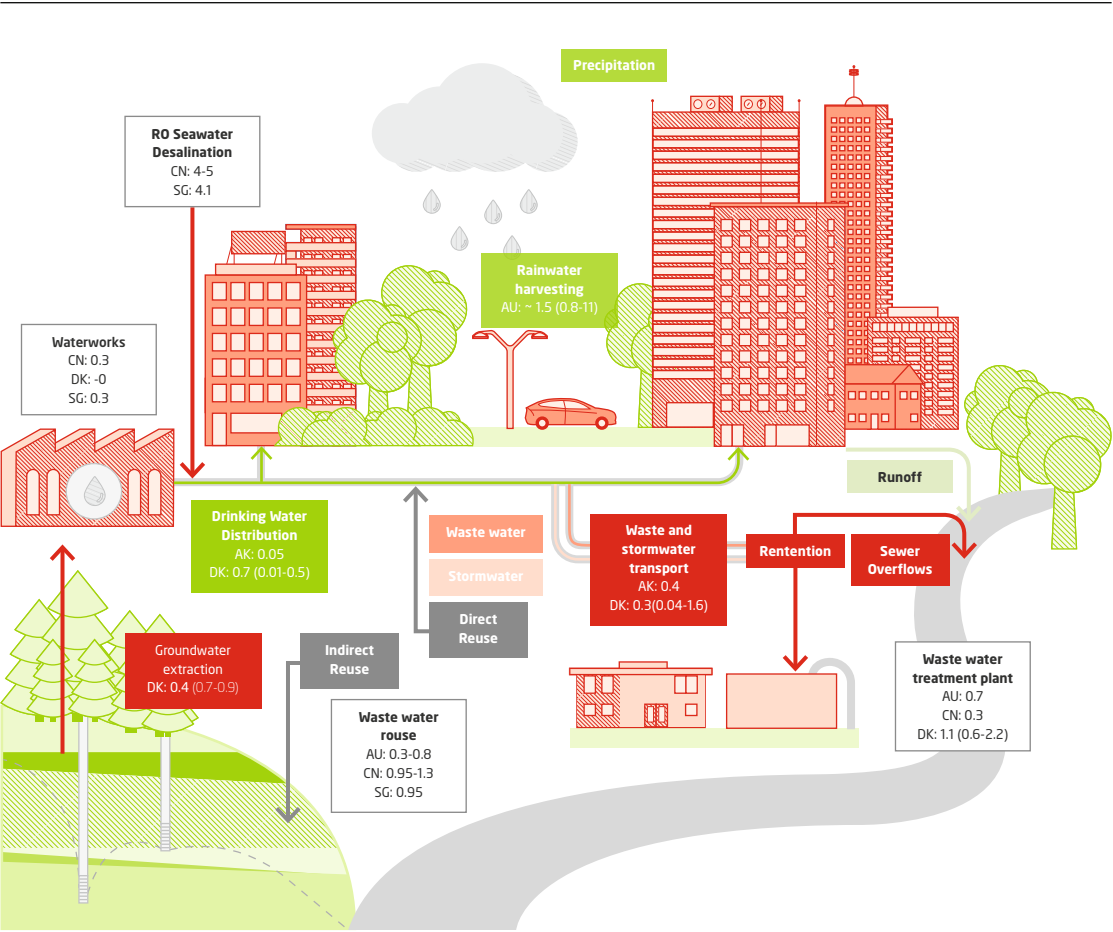 Precipitation
RO Seawater
Desalination
CN: 4-5
SG: 4.1
Rainwater
harvesting
AU: ~ 1.5 (0.8-11)
Waterworks
CN: 0.3
DK: -0
SG: 0.3
Runoff
Drinking Water
Distribution
AK: 0.05
DK: 0.7 (0.01-0.5)
Waste water
Stormwater
Direct
Reuse
Waste and
stormwater
transport
AK: 0.4
DK: 0.3(0.04-1.6)
Rentention
Sewer
Overflows
Groundwater
extraction
DK: 0.4 (0.7-0.9)
Indirect
Reuse
Waste water
rouse
AU: 0.3-0.8
CN: 0.95-1.3
SG: 0.95
Waste water
treatment plant
AU: 0.7
CN: 0.3
DK: 1.1 (0.6-2.2)